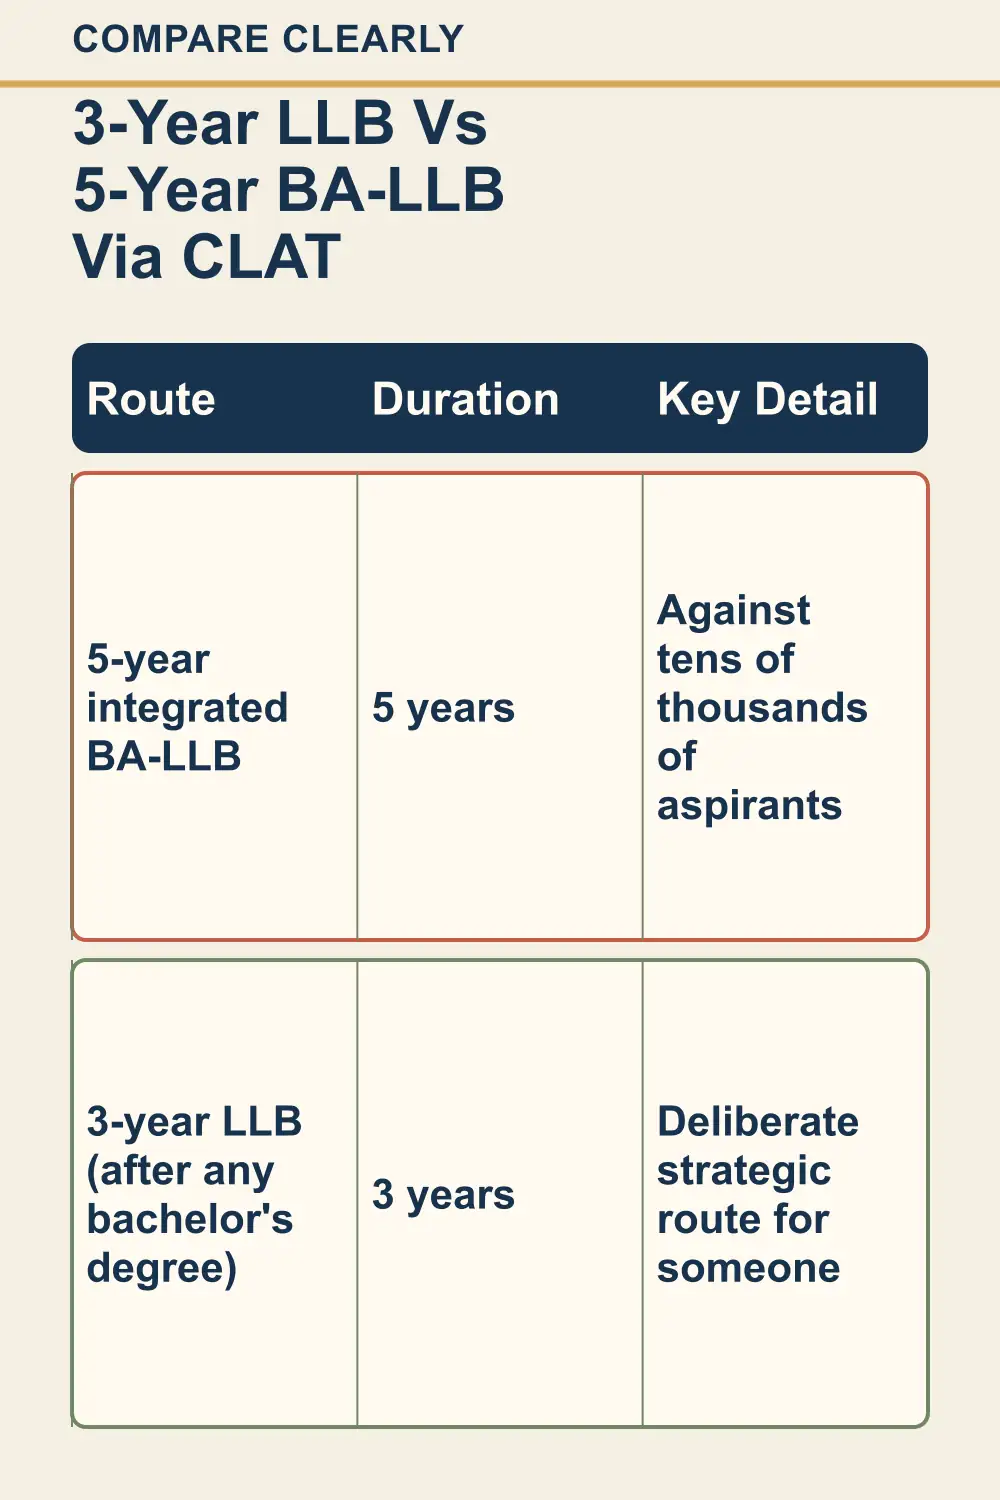 COMPARE CLEARLY
3-Year LLB Vs
5-Year BA-LLB
Via CLAT
Route Duration Key Detail
5-year
integrated
BA-LLB
5 years
Against
tens of
thousands
of
aspirants
3-year LLB
(after any
bachelor's
degree)
3 years
Deliberate
strategic
route for
someone